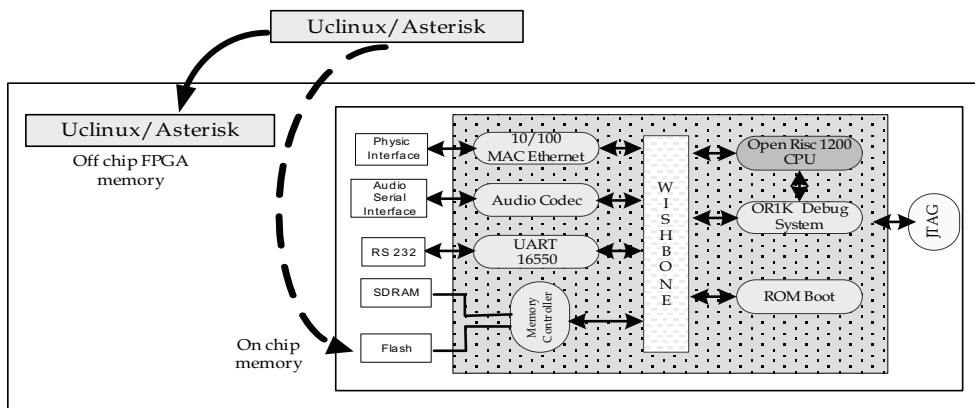 Uclinux/Asterisk
Uclinux/Asterisk
Off chip FPGA
memory
On chip
memory
Physic
Interface
Audio
Serial
Interface
RS 232
SDRAM
Flash
10/100
MAC Ethernet
Audio Codec
UART
16550
Memory
Controller
WISHBONE
Open Risc 1200
CPU
OR1K Debug
System
ROM Boot
JTAG